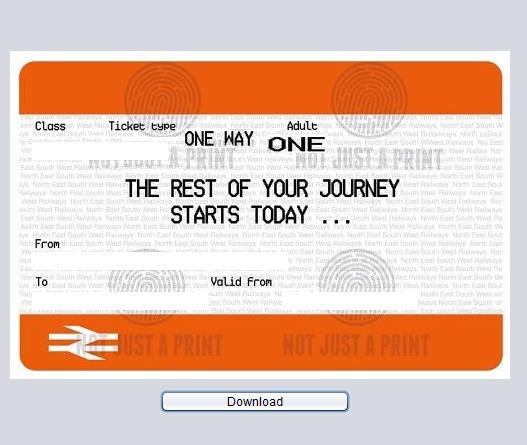 Class Ticket type Adult
ONE WAY ONE
NOT JUST A PRINT NOT JUST A PRINT
THE REST OF YOUR JOURNEY
STARTS TODAY ...
From
To Valid from
NOT JUST A PRINT NOT JUST A PRINT
Download